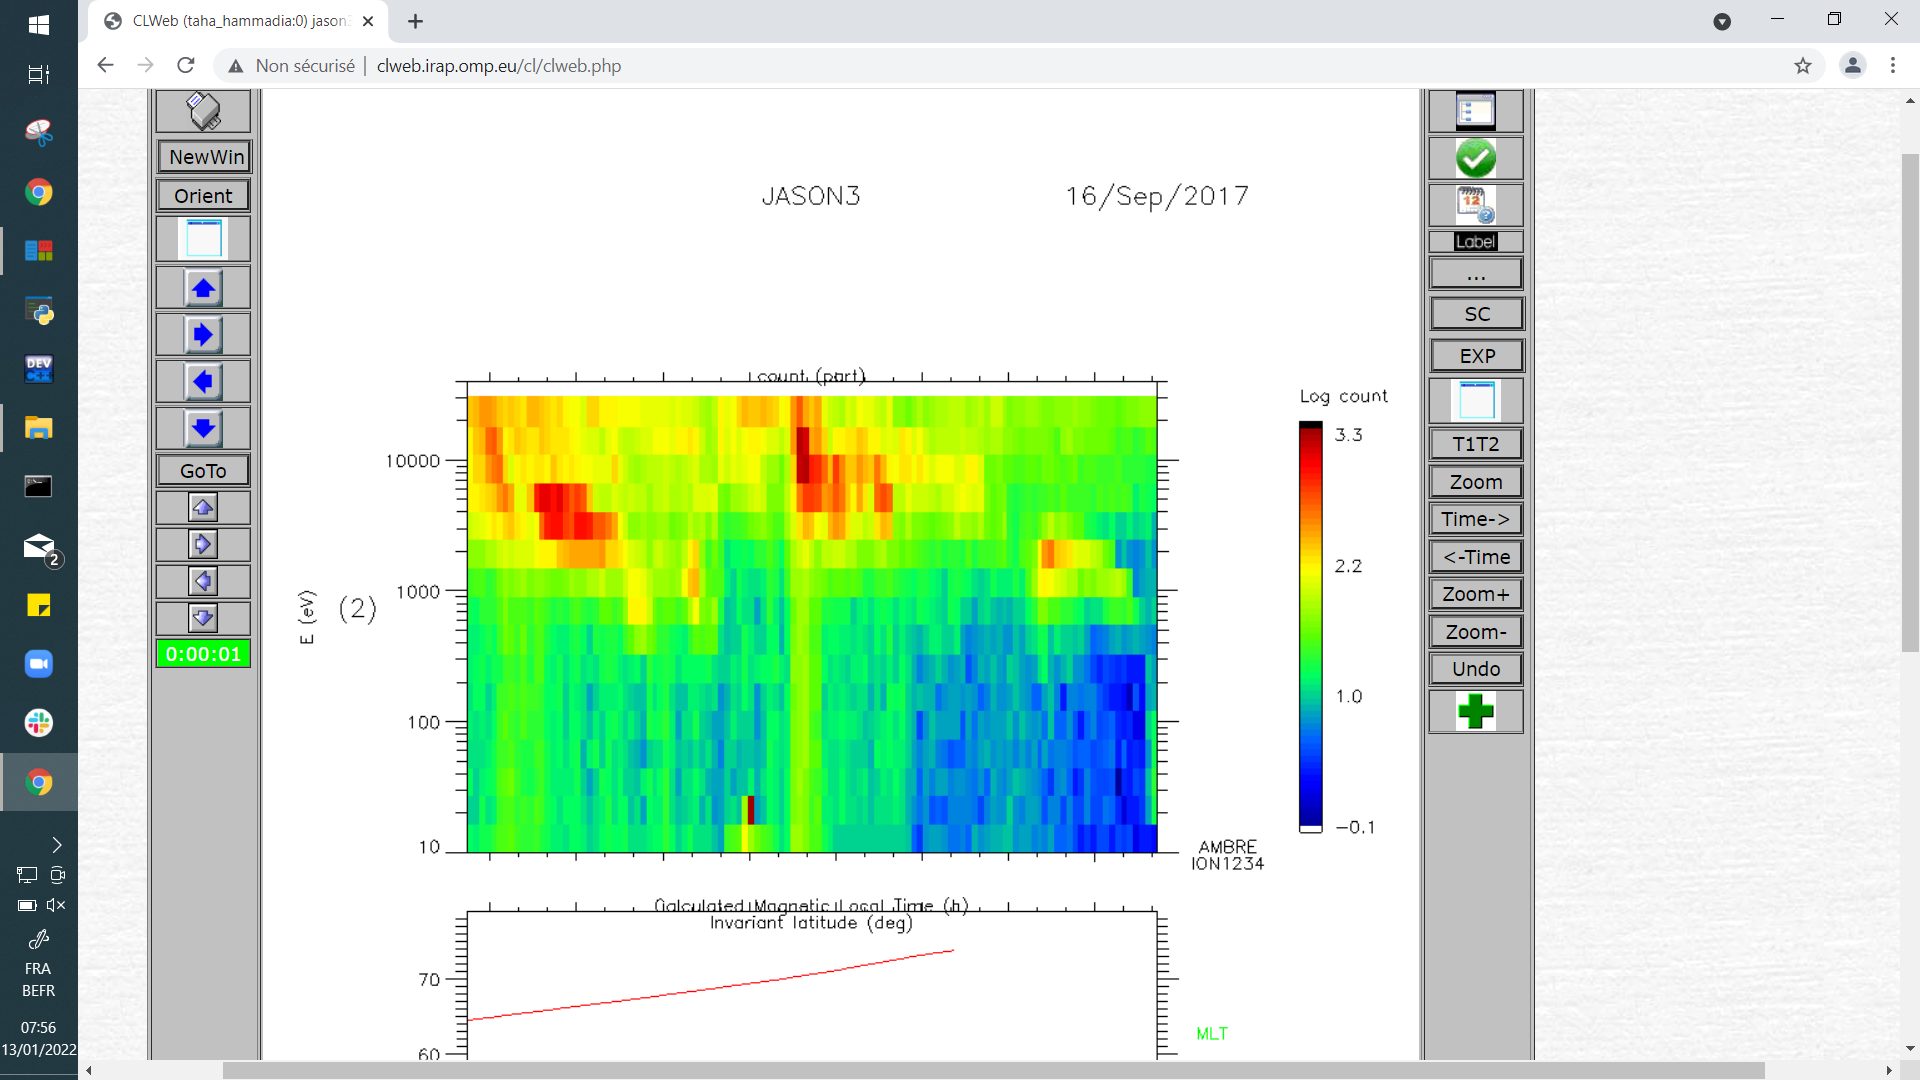 CLWeb (taha_hammadia:0) jason3
Non sécurisé
clweb.irap.omp.eu/cl/clweb.php
NewWin
Orient
GoTo
0:00:01
JASON3
16/Sep/2017
count (part)
10000
1000
100
10
E (eV)
(2)
Log count
3.3
2.2
1.0
−0.1
AMBRE
ION1234
Calculated Magnetic Local Time (h)
Invariant latitude (deg)
70
60
MLT
12
Label
...
SC
EXP
T1T2
Zoom
Time->
<-Time
Zoom+
Zoom-
Undo
DEV
C++
2
FRA
BEFR
07:56
13/01/2022